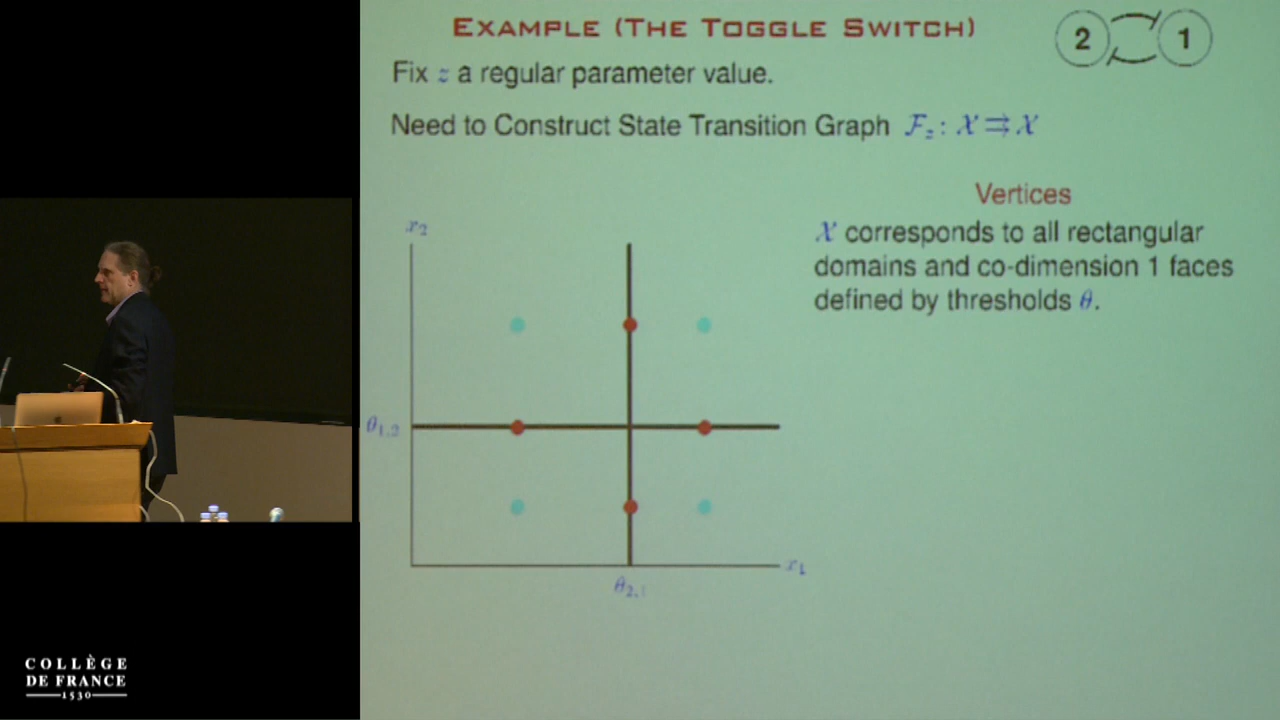 EXAMPLE (THE TOGGLE SWITCH)
2 1
Fix z a regular parameter value.
Need to Construct State Transition Graph 𝓕z : 𝒳 ⇉ 𝒳
Vertices
𝒳 corresponds to all rectangular
domains and co-dimension 1 faces
defined by thresholds θ.
x2
θ1,2
x1
θ2,1
COLLÈGE
DE FRANCE
1530